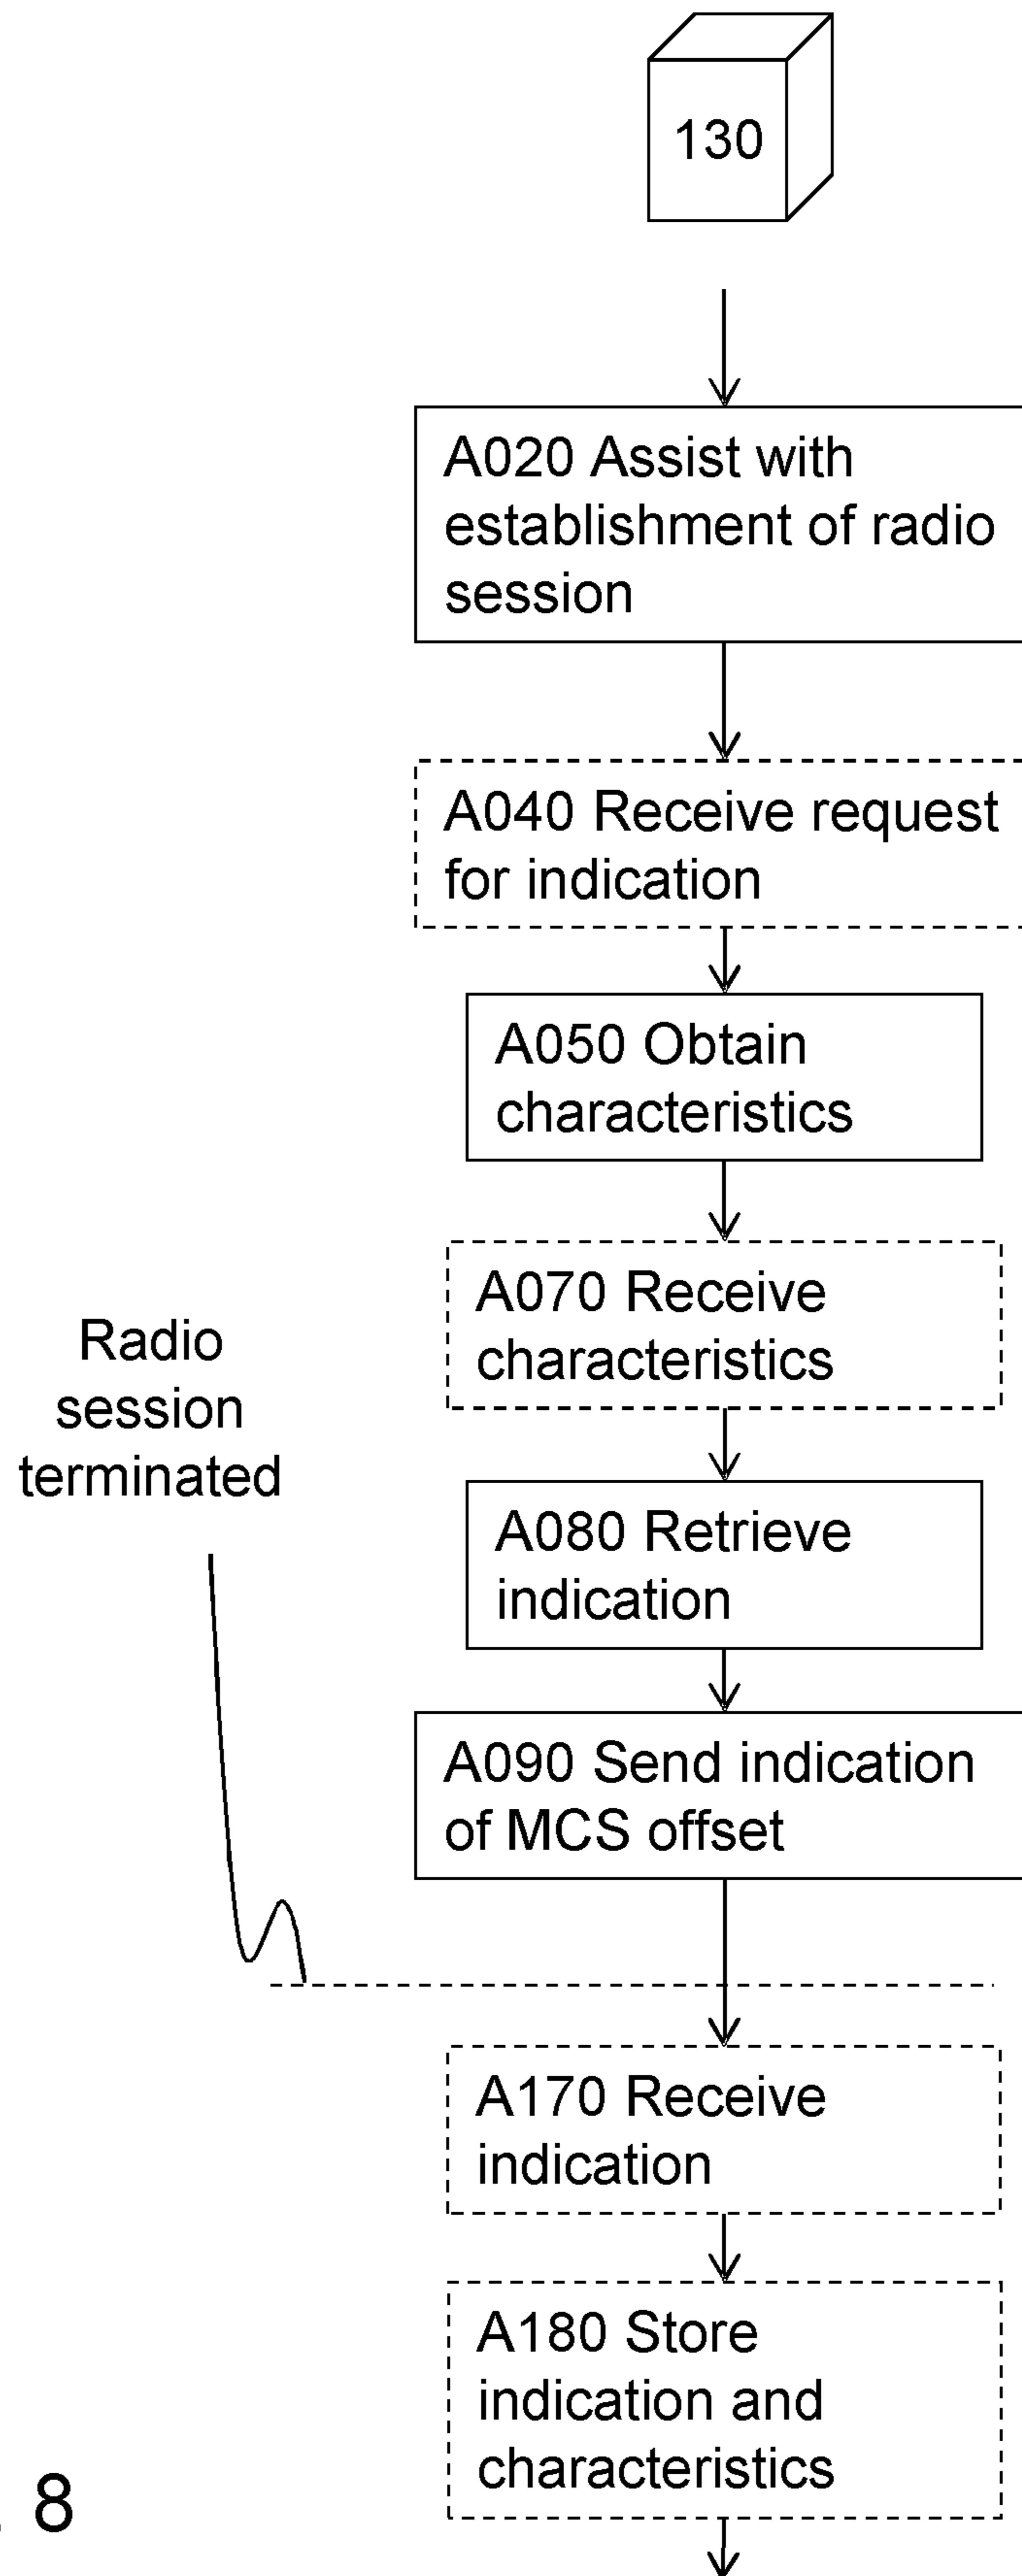 130
A020 Assist with
establishment of radio
session
A040 Receive request
for indication
A050 Obtain
characteristics
A070 Receive
characteristics
Radio
session
terminated
A080 Retrieve
indication
A090 Send indication
of MCS offset
A170 Receive
indication
A180 Store
indication and
characteristics
8